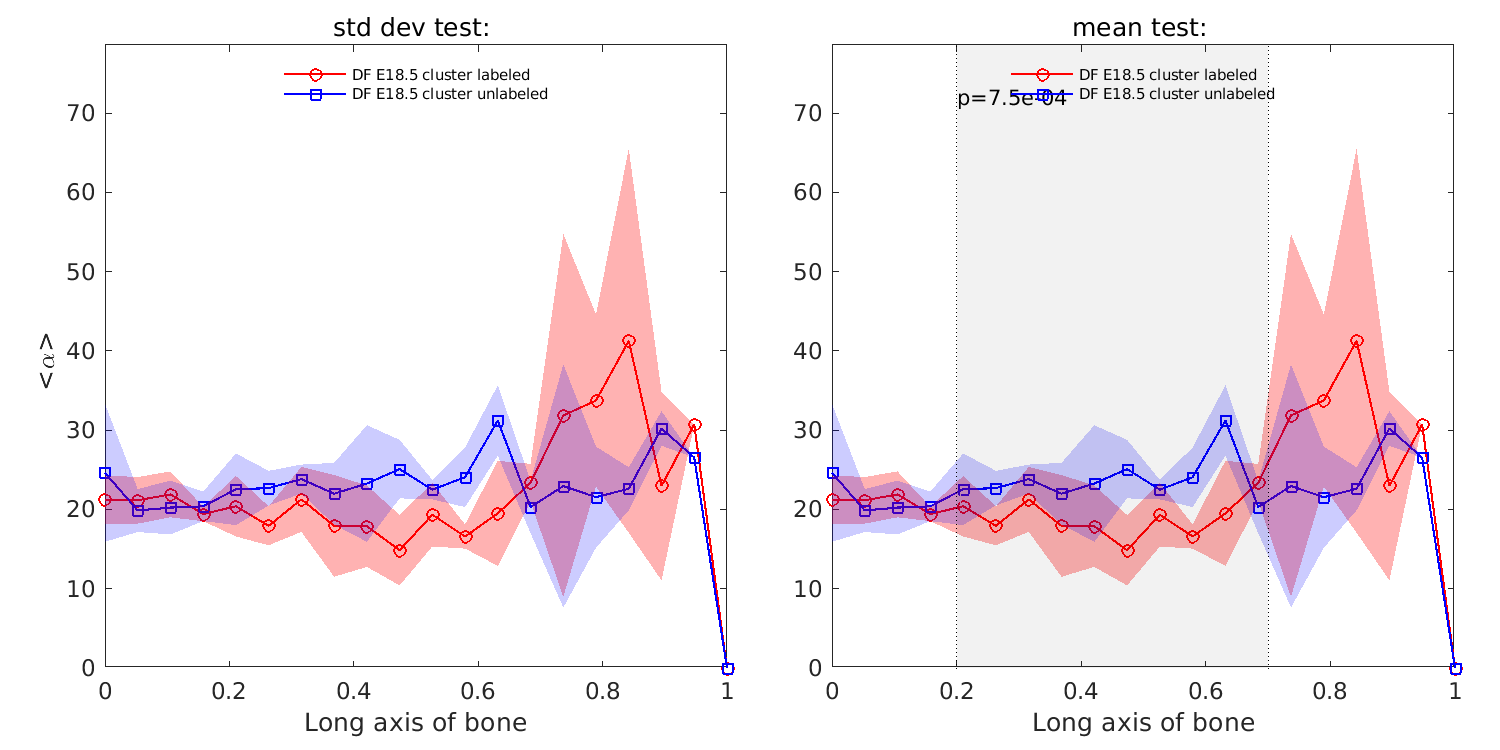 std dev test:
DF E18.5 cluster labeled
DF E18.5 cluster unlabeled
70
60
50
40
30
20
10
0
<α>
0 0.2 0.4 0.6 0.8 1
Long axis of bone
mean test:
DF E18.5 cluster labeled
DF E18.5 cluster unlabeled
p=7.5e-04
70
60
50
40
30
20
10
0
0 0.2 0.4 0.6 0.8 1
Long axis of bone